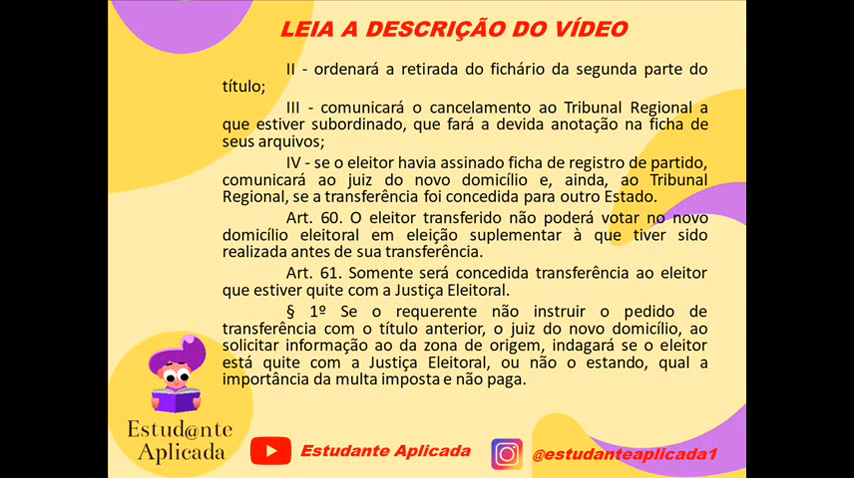 LEIA A DESCRIÇÃO DO VÍDEO
II - ordenará a retirada do fichário da segunda parte do
título;
III - comunicará o cancelamento ao Tribunal Regional a
que estiver subordinado, que fará a devida anotação na ficha de
seus arquivos;
IV - se o eleitor havia assinado ficha de registro de partido,
comunicará ao juiz do novo domicílio e, ainda, ao Tribunal
Regional, se a transferência foi concedida para outro Estado.
Art. 60. O eleitor transferido não poderá votar no novo
domicílio eleitoral em eleição suplementar à que tiver sido
realizada antes de sua transferência.
Art. 61. Somente será concedida transferência ao eleitor
que estiver quite com a Justiça Eleitoral.
§ 1º Se o requerente não instruir o pedido de
transferência com o título anterior, o juiz do novo domicílio, ao
solicitar informação ao da zona de origem, indagará se o eleitor
está quite com a Justiça Eleitoral, ou não o estando, qual a
importância da multa imposta e não paga.
Estud@nte
Aplicada
Estudante Aplicada
@estudanteaplicada1